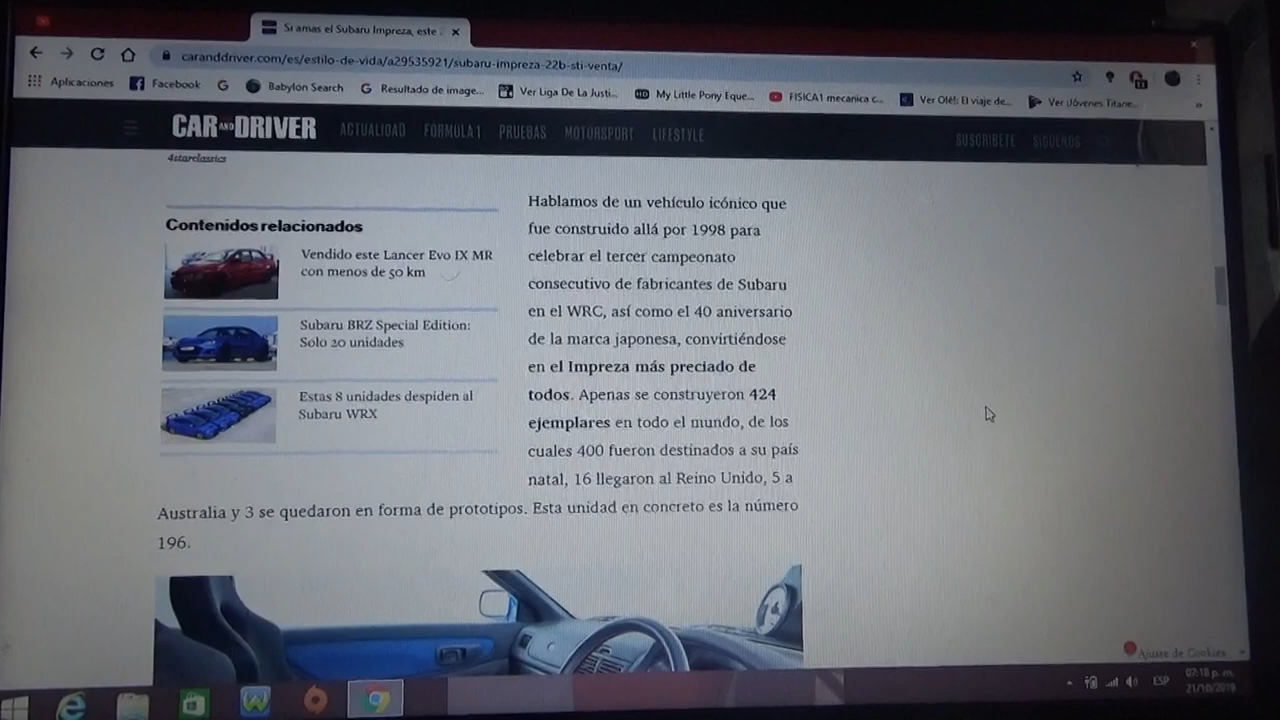 Si amas el Subaru Impreza, este
caranddriver.com/es/estilo-de-vida/a29535921/subaru-impreza-22b-sti-venta/
Aplicaciones Facebook Babylon Search Resultado de image... Ver Liga De La Justi... My Little Pony Eque... FISICA1 mecanica c... Ver Olé!: El viaje de... Ver Jóvenes Titane...
CAR AND DRIVER ACTUALIDAD FÓRMULA 1 PRUEBAS MOTORSPORT LIFESTYLE SUSCRÍBETE SÍGUENOS
4starclassics
Contenidos relacionados
Vendido este Lancer Evo IX MR
con menos de 50 km
Subaru BRZ Special Edition:
Solo 20 unidades
Estas 8 unidades despiden al
Subaru WRX
Hablamos de un vehículo icónico que
fue construido allá por 1998 para
celebrar el tercer campeonato
consecutivo de fabricantes de Subaru
en el WRC, así como el 40 aniversario
de la marca japonesa, convirtiéndose
en el Impreza más preciado de
todos. Apenas se construyeron 424
ejemplares en todo el mundo, de los
cuales 400 fueron destinados a su país
natal, 16 llegaron al Reino Unido, 5 a
Australia y 3 se quedaron en forma de prototipos. Esta unidad en concreto es la número
196.
Ajuste de Cookies
ESP
07:18 p. m.
21/10/2019